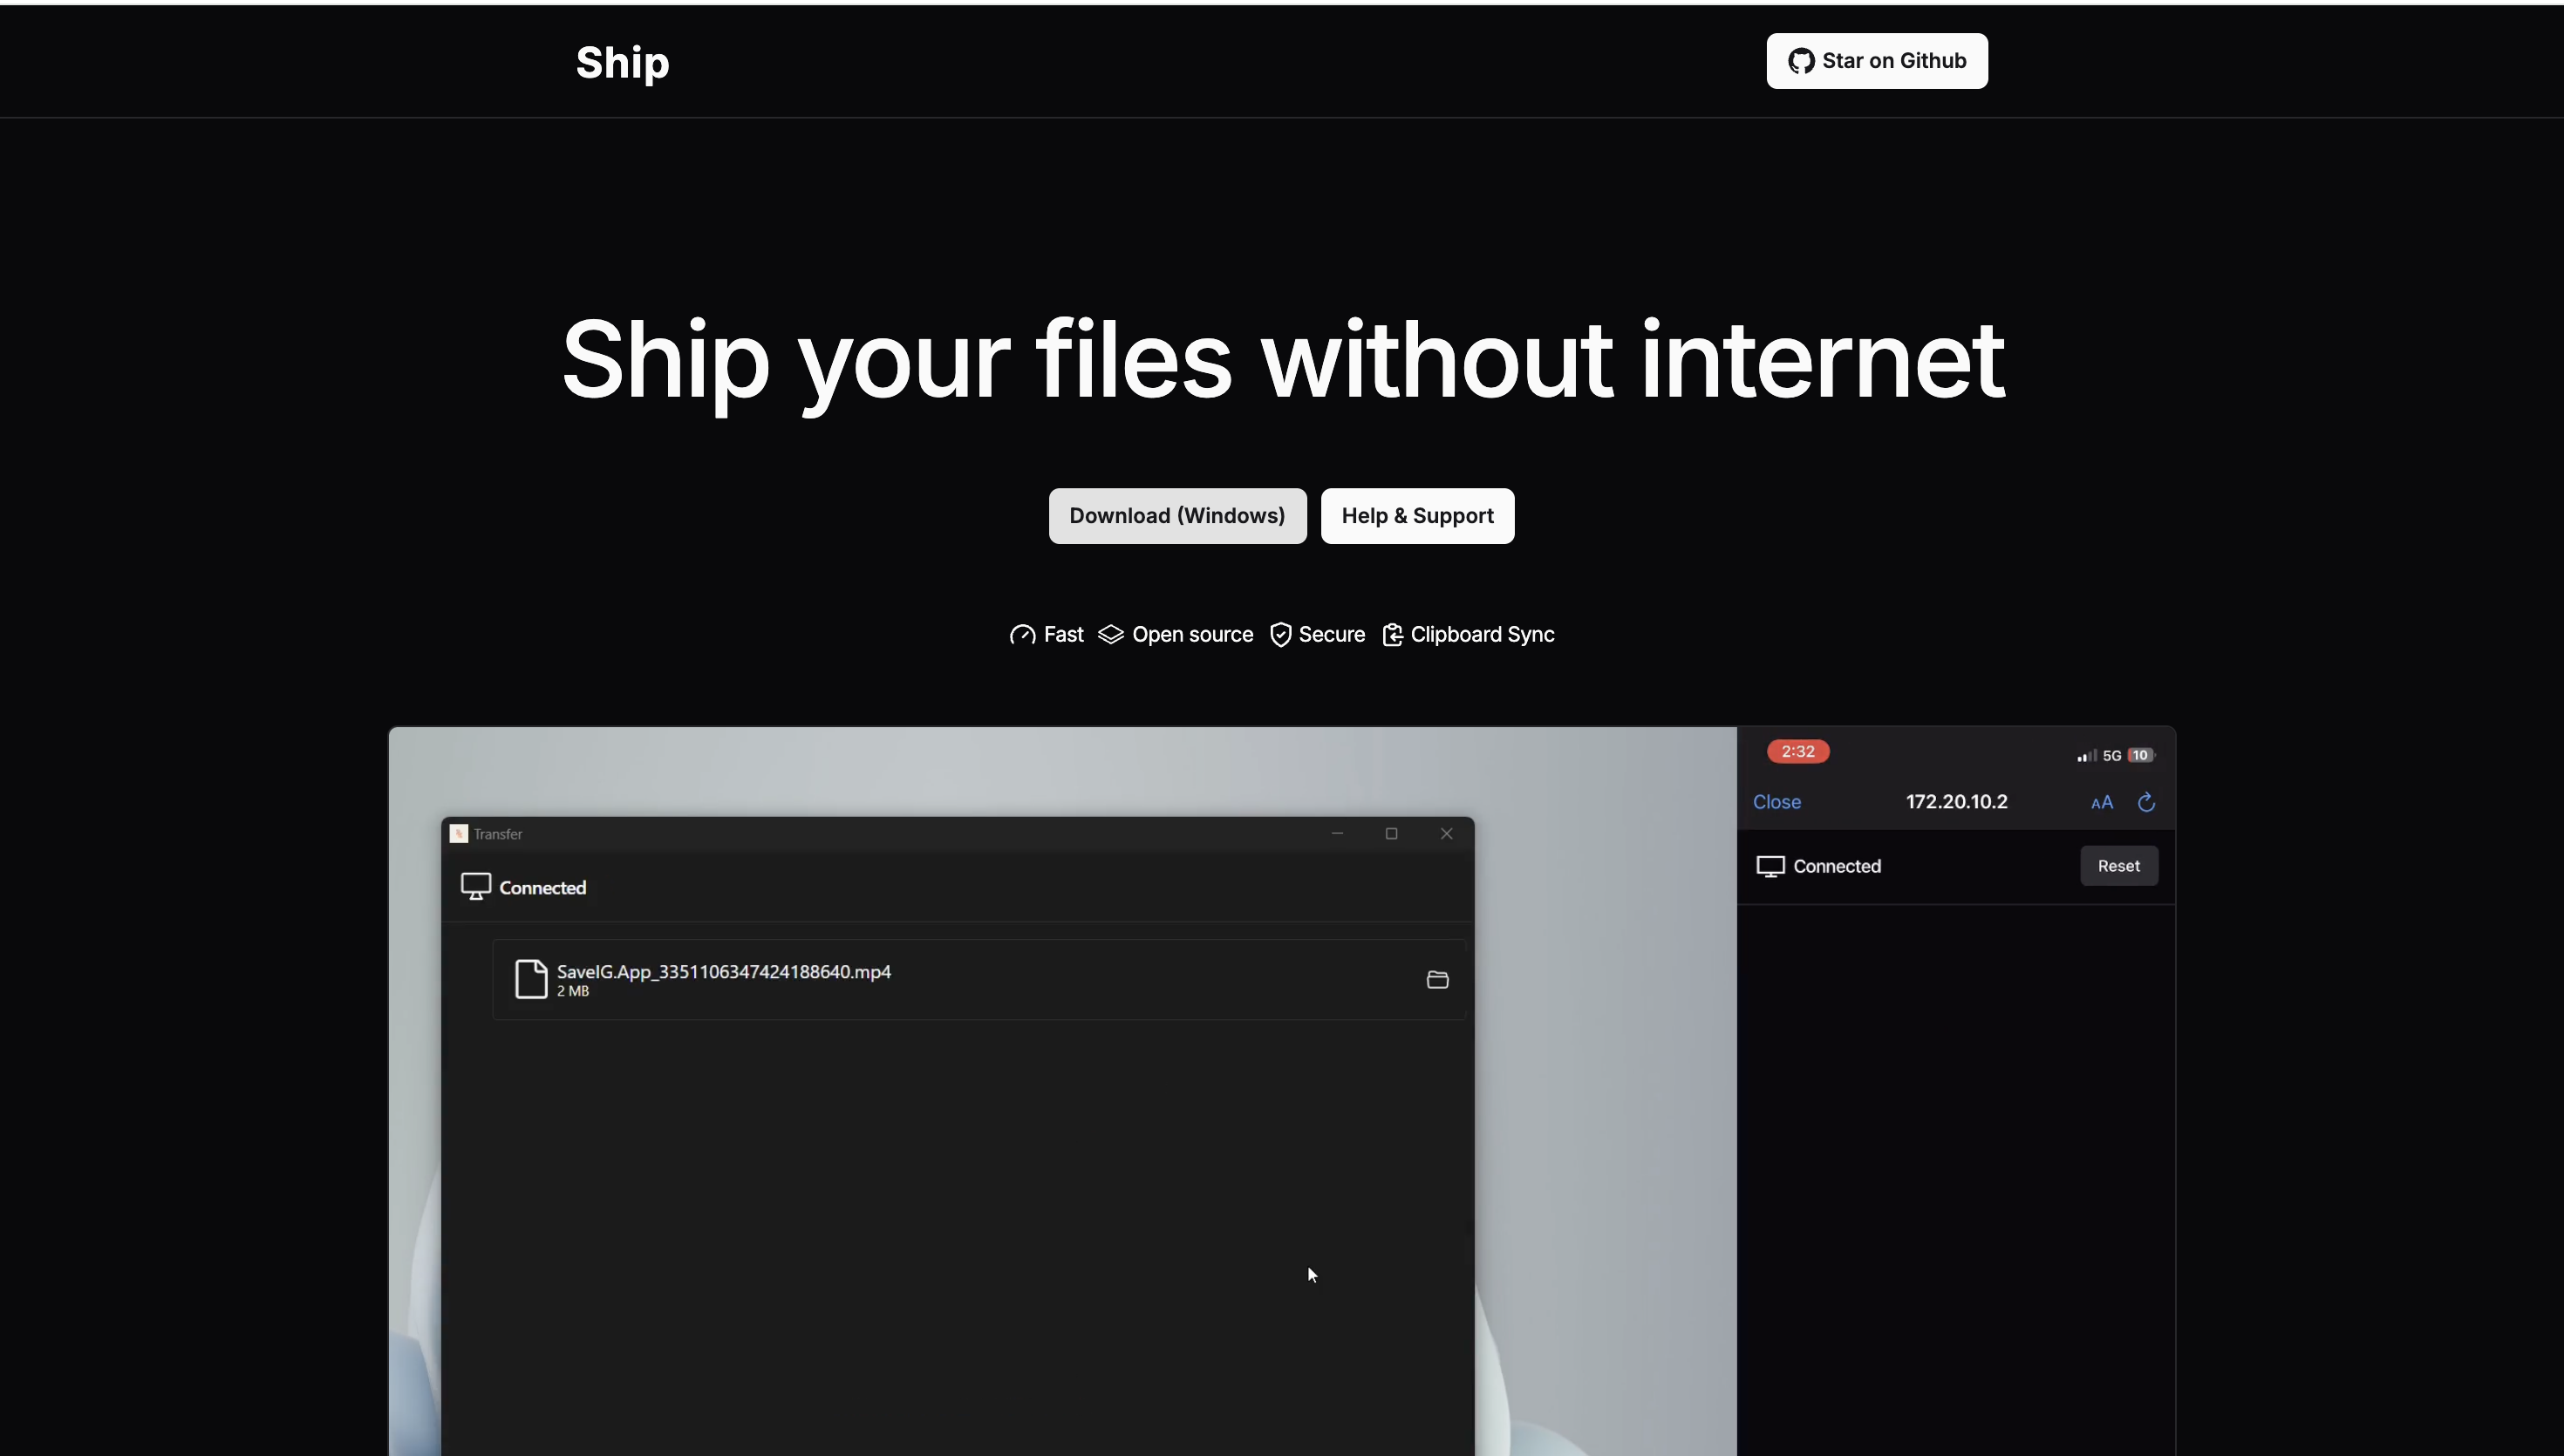 Ship
Star on Github
Ship your files without internet
Download (Windows)
Help & Support
Fast
Open source
Secure
Clipboard Sync
2:32
5G
10
Close
172.20.10.2
AA
Connected
Reset
Transfer
Connected
SaveIG.App_3351106347424188640.mp4
2 MB